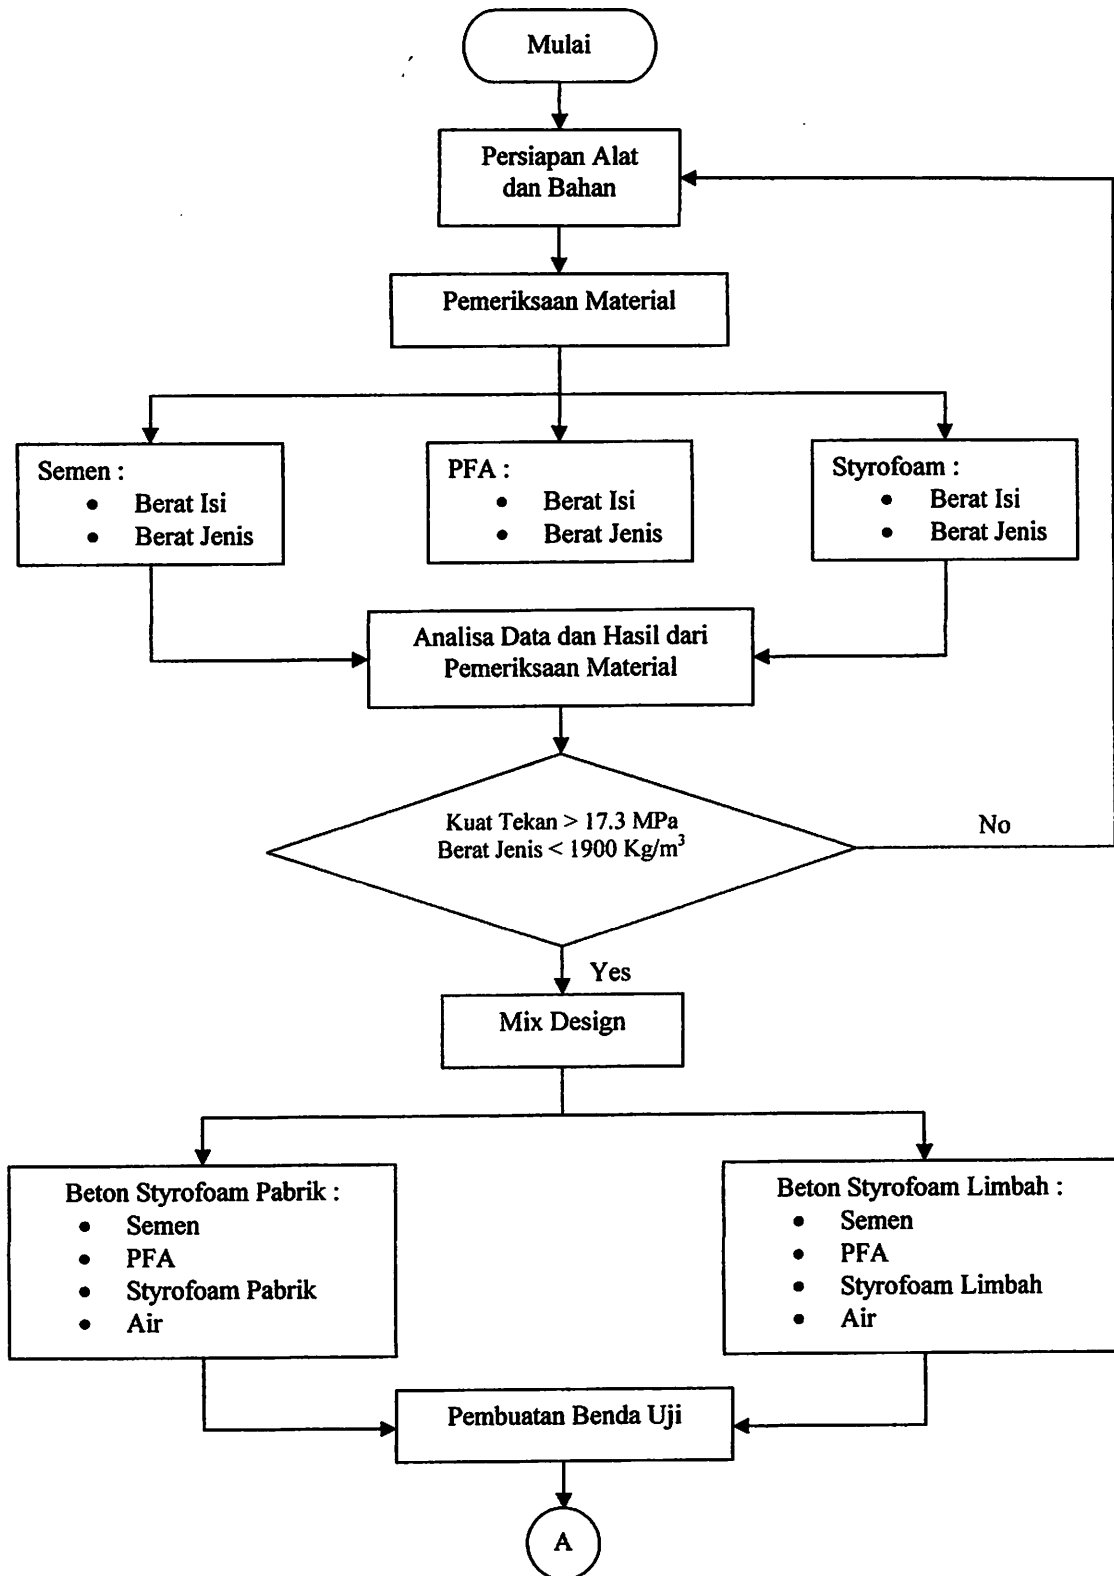 Mulai
Persiapan Alat
dan Bahan
Pemeriksaan Material
Semen :
• Berat Isi
• Berat Jenis
PFA :
• Berat Isi
• Berat Jenis
Styrofoam :
• Berat Isi
• Berat Jenis
Analisa Data dan Hasil dari
Pemeriksaan Material
Kuat Tekan > 17.3 MPa
Berat Jenis < 1900 Kg/m³
No
Yes
Mix Design
Beton Styrofoam Pabrik :
• Semen
• PFA
• Styrofoam Pabrik
• Air
Beton Styrofoam Limbah :
• Semen
• PFA
• Styrofoam Limbah
• Air
Pembuatan Benda Uji
A